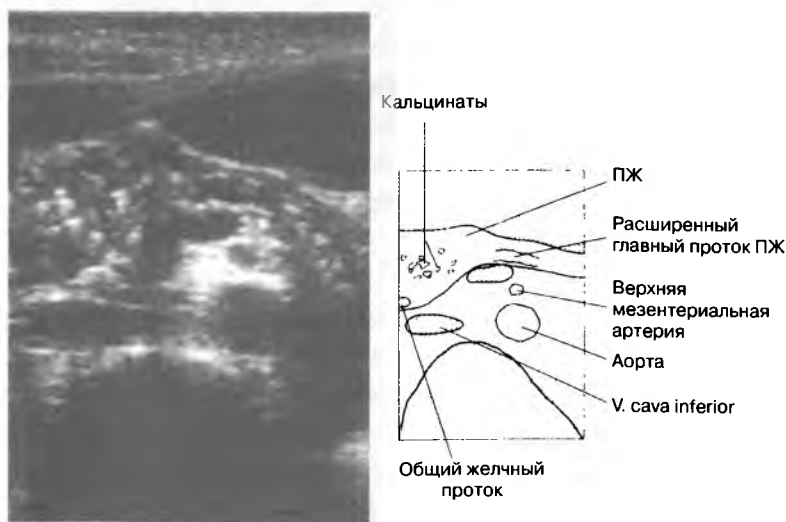 Кальцинаты
ПЖ
Расширенный
главный проток ПЖ
Верхняя
мезентериальная
артерия
Аорта
V. cava inferior
Общий желчный
проток